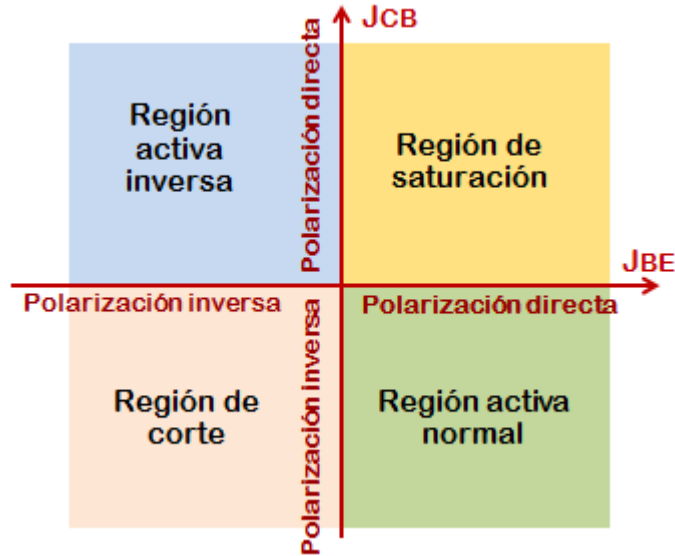 JCB
Polarización directa
Región
activa
inversa
Región de
saturación
JBE
Polarización inversa
Polarización directa
Polarización inversa
Región de
corte
Región activa
normal